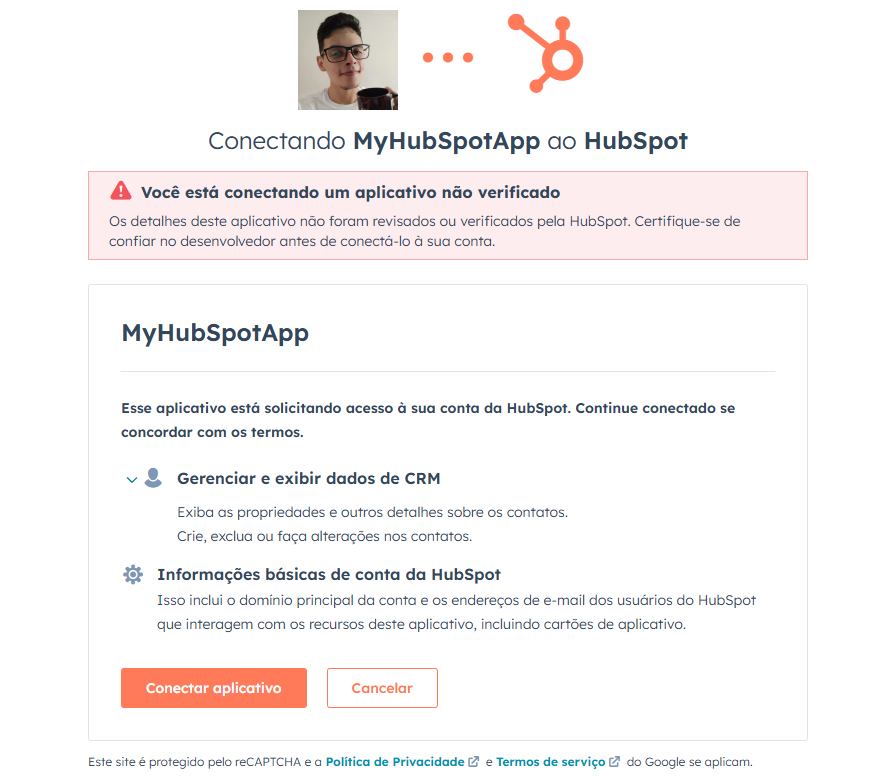 Conectando MyHubSpotApp ao HubSpot
Você está conectando um aplicativo não verificado
Os detalhes deste aplicativo não foram revisados ou verificados pela HubSpot. Certifique-se de
confiar no desenvolvedor antes de conectá-lo à sua conta.
MyHubSpotApp
Esse aplicativo está solicitando acesso à sua conta da HubSpot. Continue conectado se
concordar com os termos.
Gerenciar e exibir dados de CRM
Exiba as propriedades e outros detalhes sobre os contatos.
Crie, exclua ou faça alterações nos contatos.
Informações básicas de conta da HubSpot
Isso inclui o domínio principal da conta e os endereços de e-mail dos usuários do HubSpot
que interagem com os recursos deste aplicativo, incluindo cartões de aplicativo.
Conectar aplicativo Cancelar
Este site é protegido pelo reCAPTCHA e a Política de Privacidade e Termos de serviço do Google se aplicam.